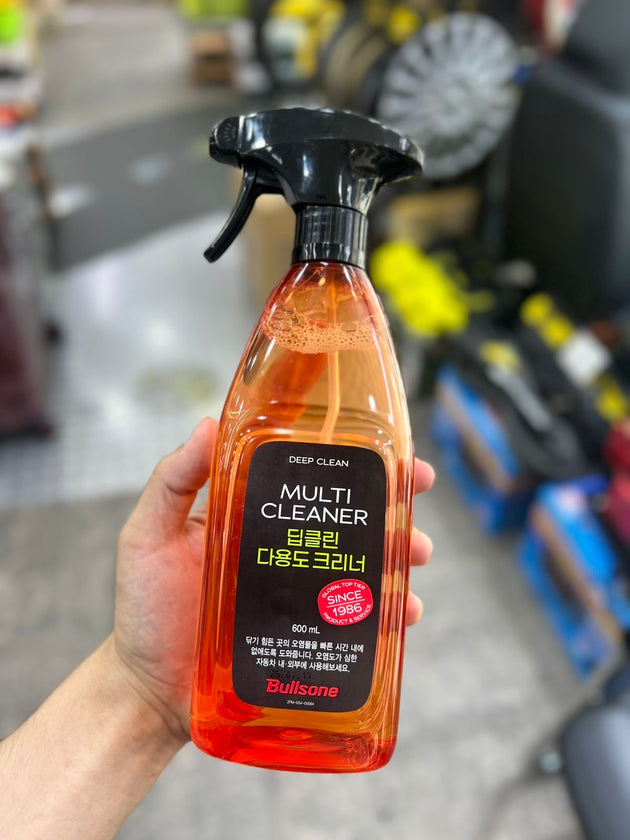 DEEP CLEAN
MULTI
CLEANER
딥클린
다용도 크리너
GLOBAL TOP TIER
SINCE
1986
PRODUCT & SERVICE
600 mL
닦기 힘든 곳의 오염물을 빠른 시간 내에
없애도록 도와줍니다. 오염도가 심한
자동차 내·외부에 사용해보세요.
Bullsone